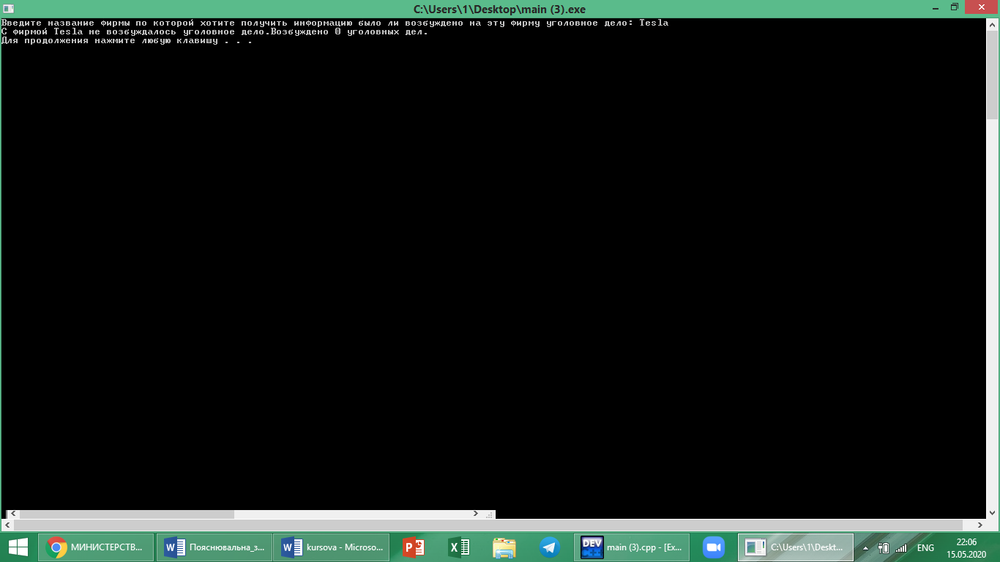 C:\Users\1\Desktop\main (3).exe
Введите название фирмы по которой хотите получить информацию было ли возбуждено на эту фирму уголовное дело: Tesla
С фирмой Tesla не возбуждалось уголовное дело.Возбуждено 0 уголовных дел.
Для продолжения нажмите любую клавишу . . .
МИНИСТЕРСТВ...
Пояснювальна_з...
kursova - Microso...
DEV C++
main (3).cpp - [Ex...
C:\Users\1\Deskt...
ENG
22:06
15.05.2020